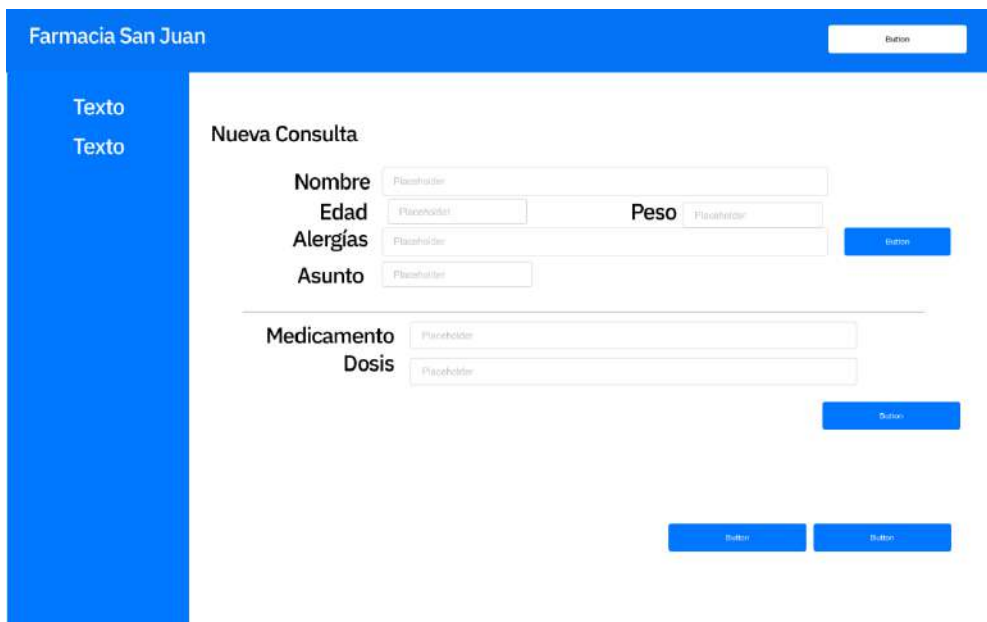 Farmacia San Juan
Button
Texto
Texto
Nueva Consulta
Nombre Placeholder
Edad Placeholder Peso Placeholder
Alergías Placeholder Button
Asunto Placeholder
Medicamento Placeholder
Dosis Placeholder
Button
Button Button